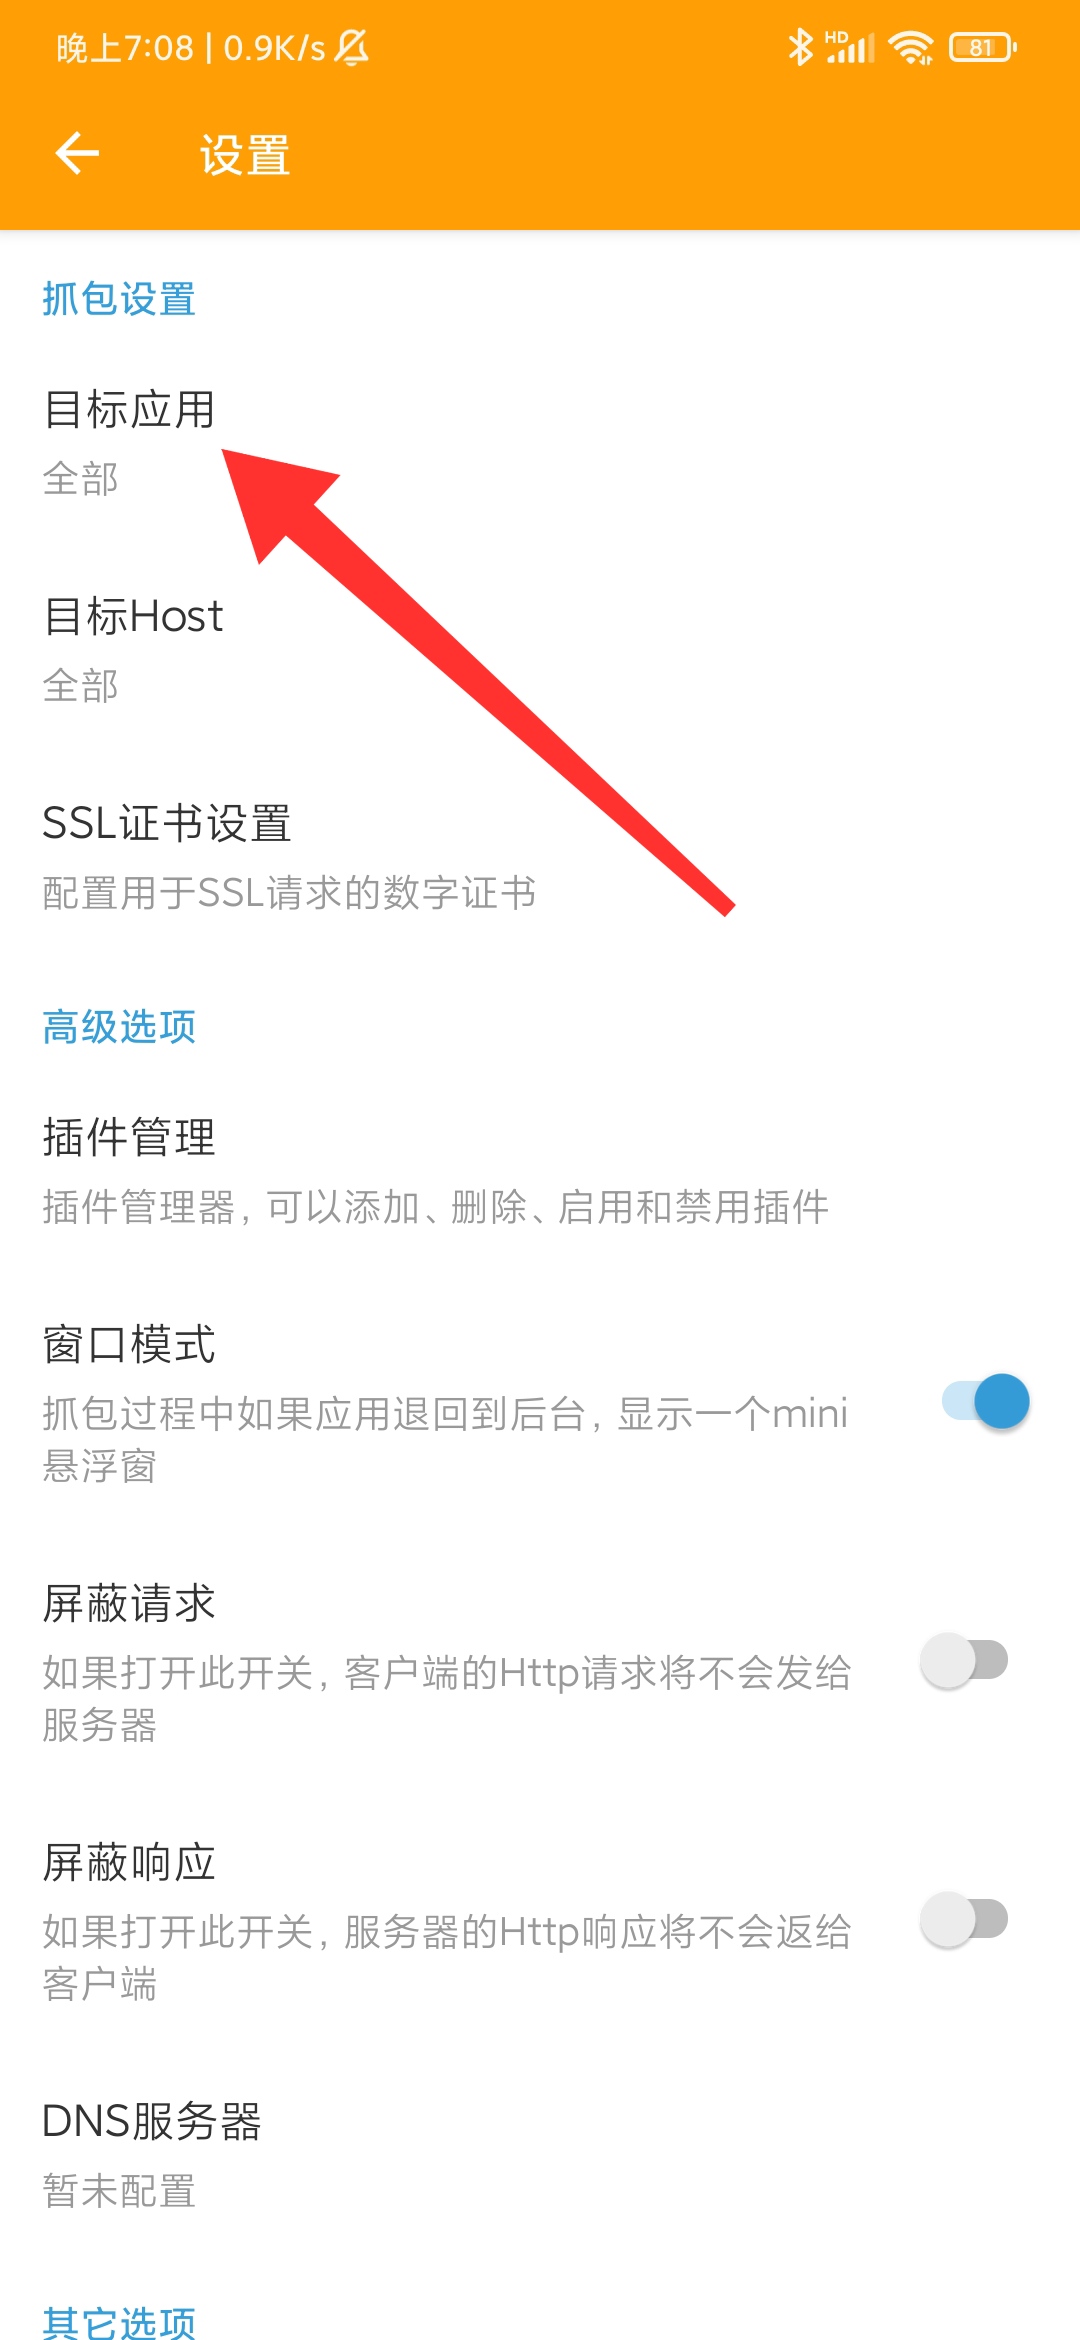 晚上7:08 | 0.9K/s
HD
81
设置
抓包设置
目标应用
全部
目标Host
全部
SSL证书设置
配置用于SSL请求的数字证书
高级选项
插件管理
插件管理器，可以添加、删除、启用和禁用插件
窗口模式
抓包过程中如果应用退回到后台，显示一个mini
悬浮窗
屏蔽请求
如果打开此开关，客户端的Http请求将不会发给
服务器
屏蔽响应
如果打开此开关，服务器的Http响应将不会返给
客户端
DNS服务器
暂未配置
其它选项